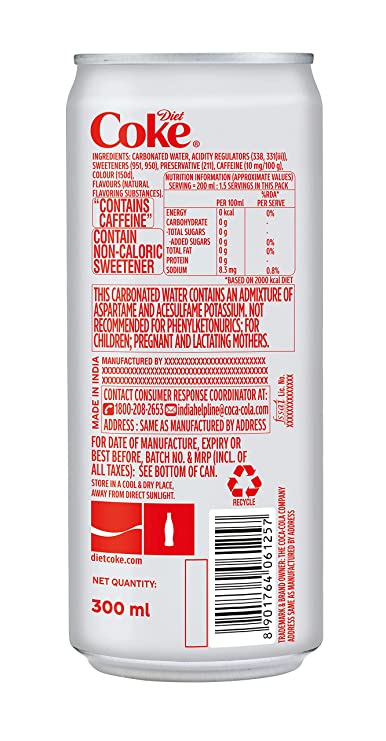 Diet
Coke®
INGREDIENTS: CARBONATED WATER, ACIDITY REGULATORS (338, 331(iii)),
SWEETENERS (951, 950), PRESERVATIVE (211), CAFFEINE (10 mg/100 g),
COLOUR (150d),
FLAVOURS (NATURAL
FLAVORING SUBSTANCES).
"CONTAINS
CAFFEINE"
CONTAIN
NON-CALORIC
SWEETENER
NUTRITION INFORMATION (APPROXIMATE VALUES)
SERVING = 200 ml · 1.5 SERVINGS IN THIS PACK
PER 100ml %RDA* PER SERVE
ENERGY 0 kcal 0%
CARBOHYDRATE 0 g -
-TOTAL SUGARS 0 g -
-ADDED SUGARS 0 g 0%
TOTAL FAT 0 g 0%
PROTEIN 0 g -
SODIUM 8.3 mg 0.8%
*BASED ON 2000 kcal DIET
THIS CARBONATED WATER CONTAINS AN ADMIXTURE OF
ASPARTAME AND ACESULFAME POTASSIUM. NOT
RECOMMENDED FOR PHENYLKETONURICS; FOR
CHILDREN; PREGNANT AND LACTATING MOTHERS.
MADE IN INDIA
MANUFACTURED BY XXXXXXXXXXXXXXXXXXXXXXXXX
XXXXXXXXXXXXXXXXXXXXXXXXXXXXXXXXXXXXXXX
XXXXXXXXXXXXXXXXXXXXXXXXXXXXXXXXXXXXXXX
CONTACT CONSUMER RESPONSE COORDINATOR AT:
1800-208-2653 indiahelpline@coca-cola.com
ADDRESS : SAME AS MANUFACTURED BY ADDRESS
fssai Lic. No.
XXXXXXXXXXXXXX
FOR DATE OF MANUFACTURE, EXPIRY OR
BEST BEFORE, BATCH NO. & MRP (INCL. OF
ALL TAXES): SEE BOTTOM OF CAN.
STORE IN A COOL & DRY PLACE,
AWAY FROM DIRECT SUNLIGHT.
RECYCLE
dietcoke.com
NET QUANTITY:
300 ml
8 901764 061257
TRADEMARK & BRAND OWNER: THE COCA-COLA COMPANY
ADDRESS SAME AS MANUFACTURED BY ADDRESS